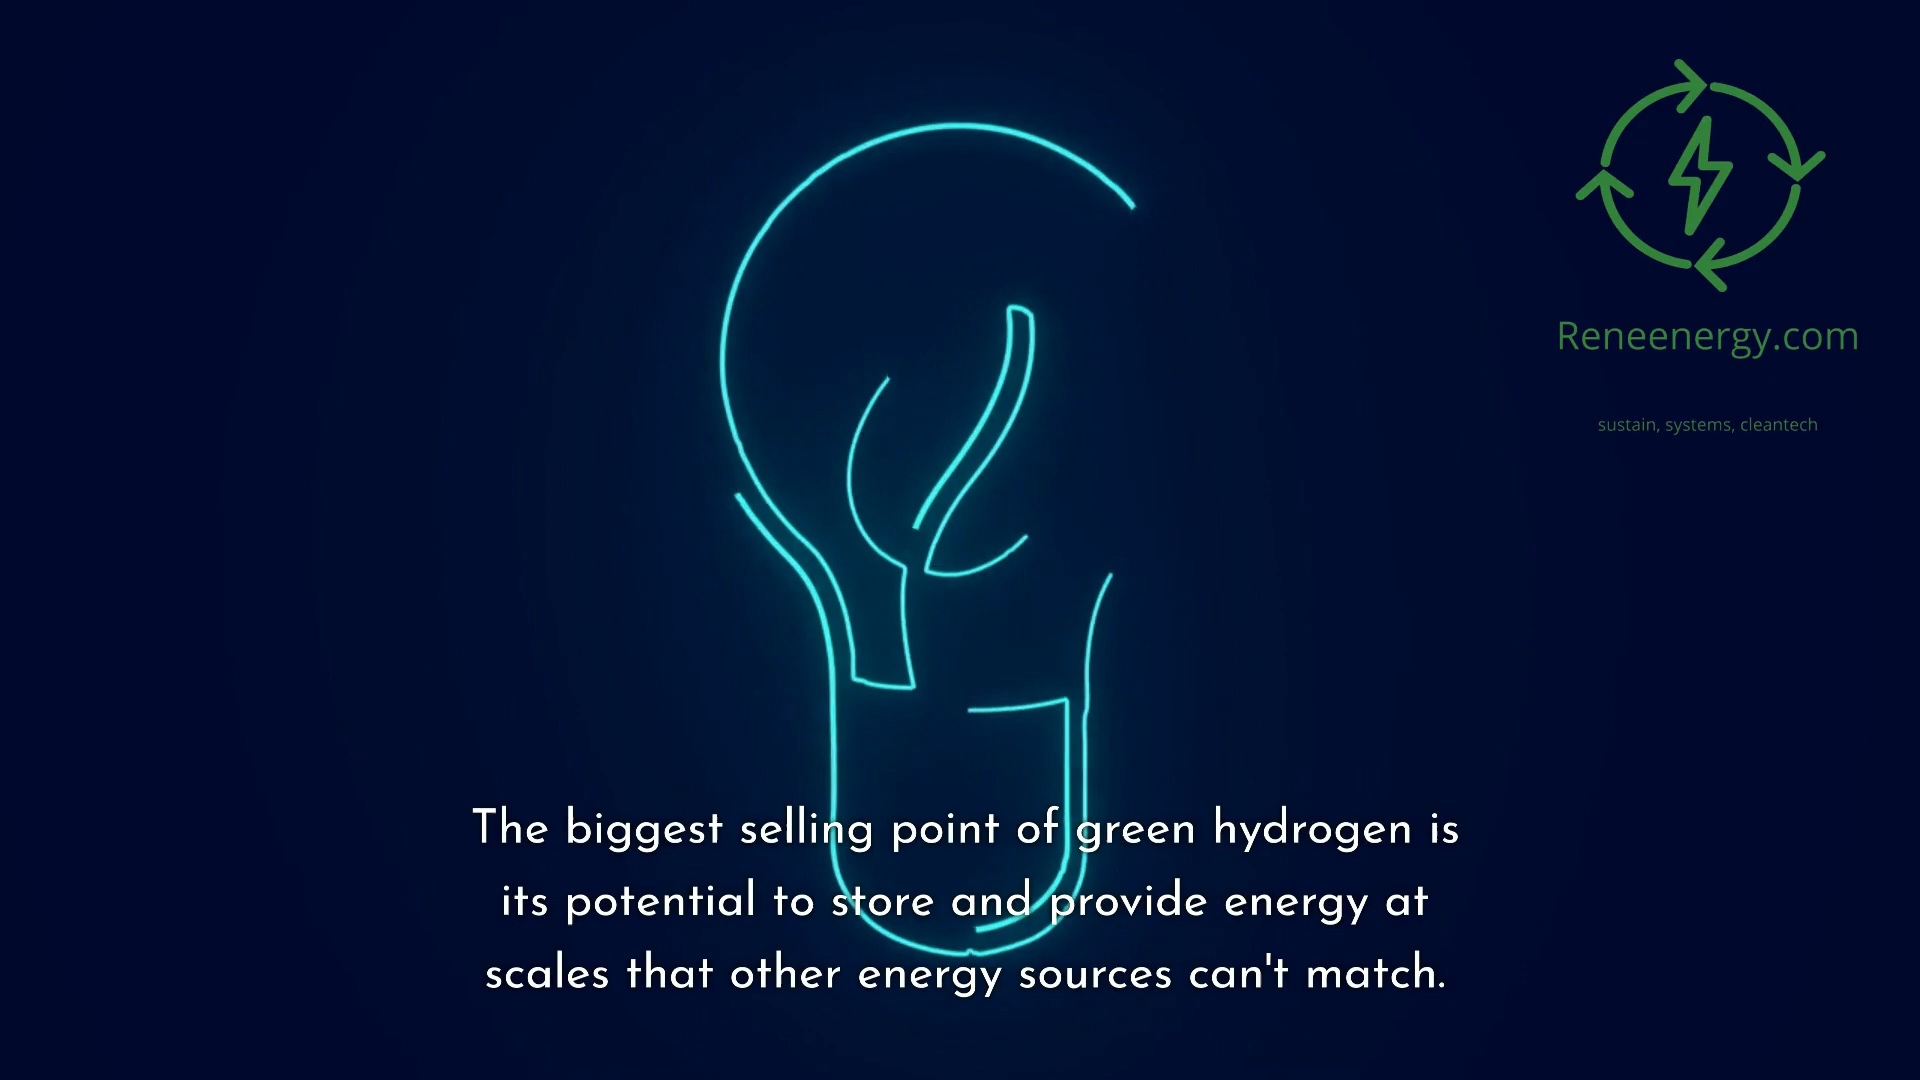 Reneenergy.com
sustain, systems, cleantech
The biggest selling point of green hydrogen is
its potential to store and provide energy at
scales that other energy sources can't match.